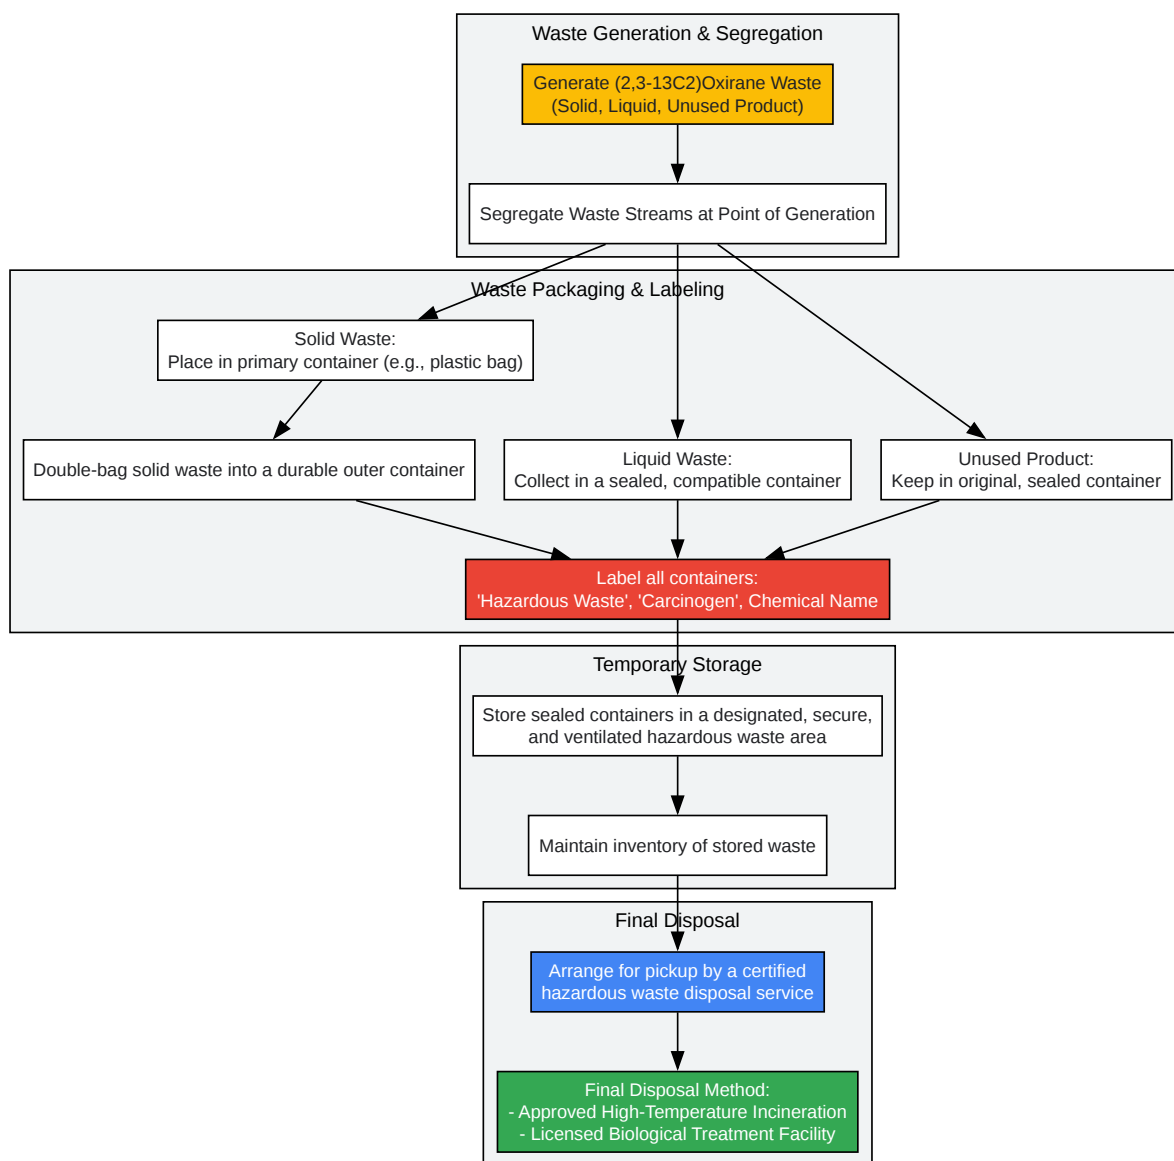 Waste Generation & Segregation
Generate (2,3-13C2)Oxirane Waste
(Solid, Liquid, Unused Product)
Segregate Waste Streams at Point of Generation
Waste Packaging & Labeling
Solid Waste:
Place in primary container (e.g., plastic bag)
Double-bag solid waste into a durable outer container
Liquid Waste:
Collect in a sealed, compatible container
Unused Product:
Keep in original, sealed container
Label all containers:
'Hazardous Waste', 'Carcinogen', Chemical Name
Temporary Storage
Store sealed containers in a designated, secure,
and ventilated hazardous waste area
Maintain inventory of stored waste
Final Disposal
Arrange for pickup by a certified
hazardous waste disposal service
Final Disposal Method:
- Approved High-Temperature Incineration
- Licensed Biological Treatment Facility